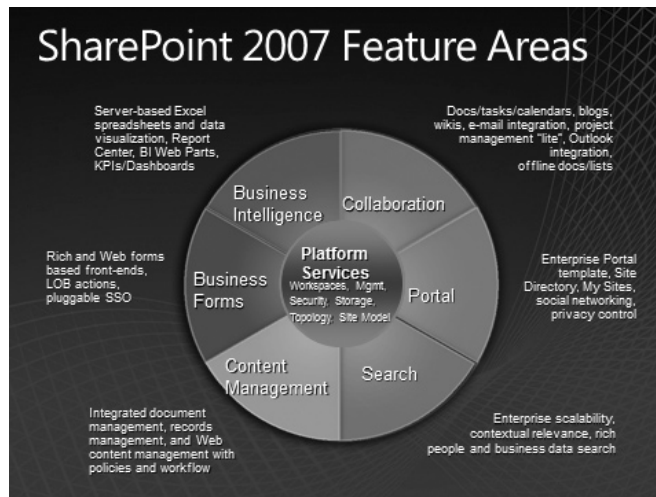 SharePoint 2007 Feature Areas
Server-based Excel
spreadsheets and data
visualization, Report
Center, BI Web Parts,
KPIs/Dashboards
Docs/tasks/calendars, blogs,
wikis, e-mail integration, project
management "lite", Outlook
integration,
offline docs/lists
Business
Intelligence
Collaboration
Rich and Web forms
based front-ends,
LOB actions,
pluggable SSO
Business
Forms
Platform
Services
Workspaces, Mgmt,
Security, Storage,
Topology, Site Model
Portal
Enterprise Portal
template, Site
Directory, My Sites,
social networking,
privacy control
Content
Management
Search
Integrated document
management, records
management, and Web
content management with
policies and workflow
Enterprise scalability,
contextual relevance, rich
people and business data search